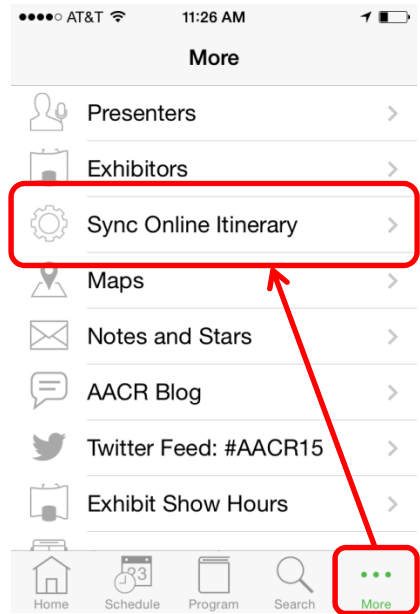 AT&T 11:26 AM
More
Presenters
Exhibitors
Sync Online Itinerary
Maps
Notes and Stars
AACR Blog
Twitter Feed: #AACR15
Exhibit Show Hours
23
Home Schedule Program Search More